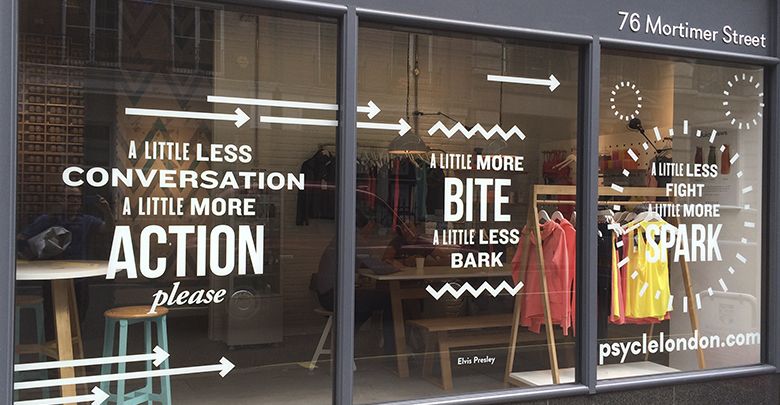 76 Mortimer Street
A LITTLE LESS
CONVERSATION
A LITTLE MORE
ACTION
please
A LITTLE MORE
BITE
A LITTLE LESS
BARK
Elvis Presley
A LITTLE LESS
FIGHT
A LITTLE MORE
SPARK
psyclelondon.com